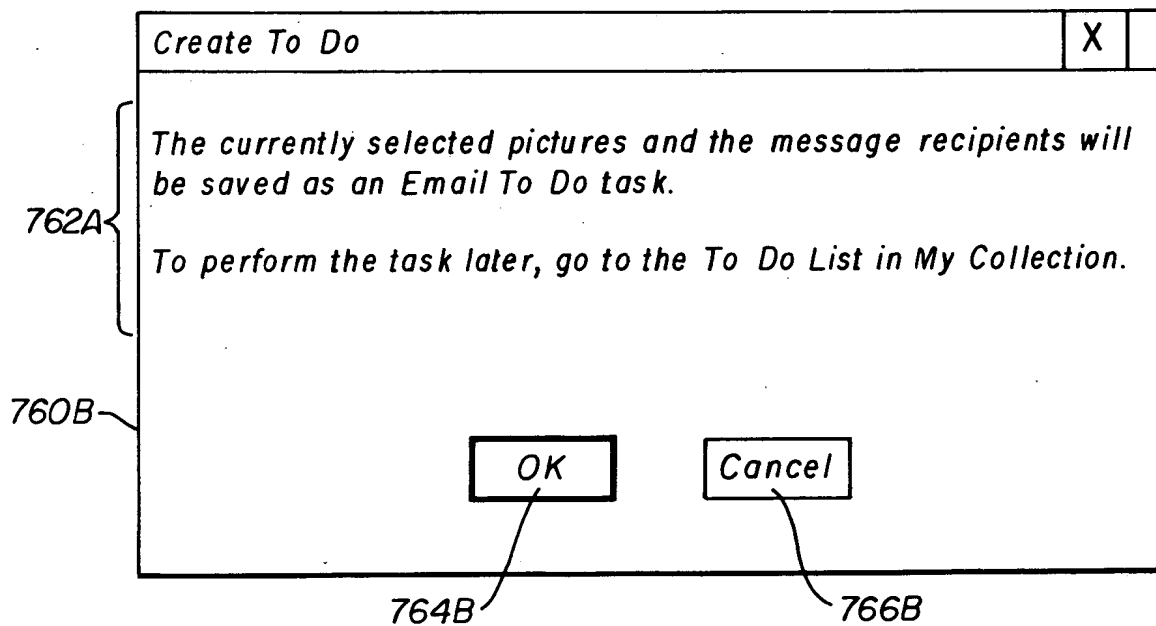 Create To Do X
The currently selected pictures and the message recipients will
be saved as an Email To Do task.
762A
To perform the task later, go to the To Do List in My Collection.
760B
OK Cancel
764B 766B